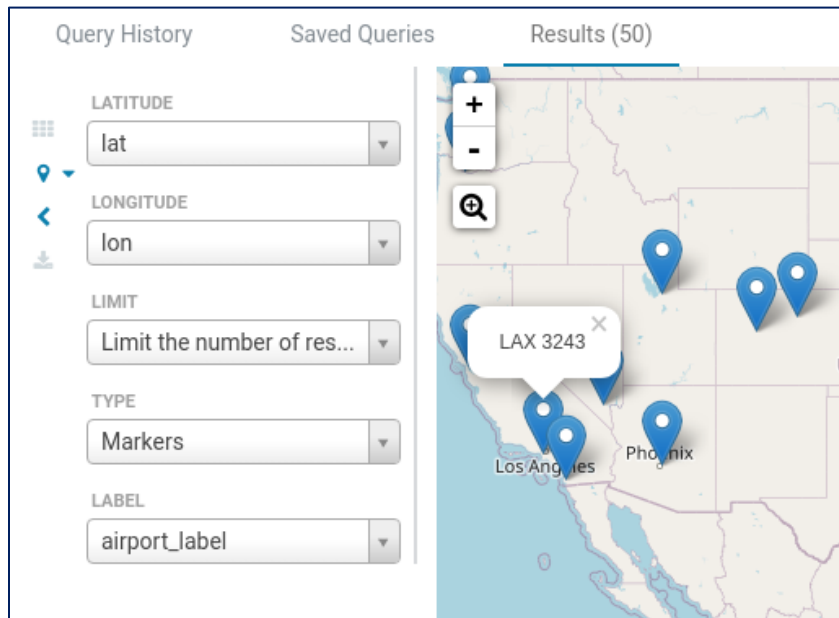 Query History Saved Queries Results (50)
LATITUDE
lat
LONGITUDE
lon
LIMIT
Limit the number of res...
TYPE
Markers
LABEL
airport_label
+
-
LAX 3243
×
Los Angeles
Phoenix